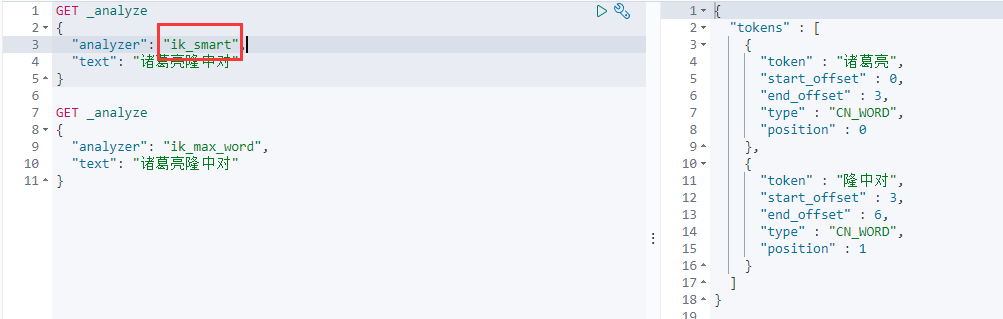 1 GET _analyze
2 {
3 "analyzer": "ik_smart",
4 "text": "诸葛亮隆中对"
5 }
6
7 GET _analyze
8 {
9 "analyzer": "ik_max_word",
10 "text": "诸葛亮隆中对"
11 }
1 {
2 "tokens" : [
3 {
4 "token" : "诸葛亮",
5 "start_offset" : 0,
6 "end_offset" : 3,
7 "type" : "CN_WORD",
8 "position" : 0
9 },
10 {
11 "token" : "隆中对",
12 "start_offset" : 3,
13 "end_offset" : 6,
14 "type" : "CN_WORD",
15 "position" : 1
16 }
17 ]
18 }
19